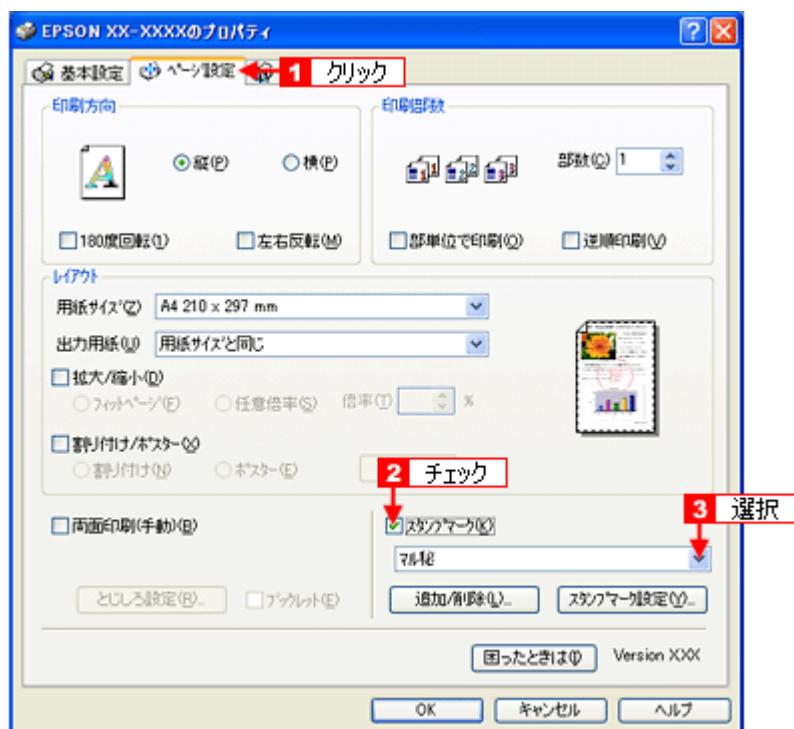 EPSON XX-XXXXのプロパティ
基本設定 ページ設定 1 クリック
印刷方向 印刷部数
縦(P) 横(P) 部数(C) 1
180度回転(1) 左右反転(M) 部単位で印刷(O) 逆順印刷(V)
レイアウト
用紙サイズ(Z) A4 210 x 297 mm
出力用紙(U) 用紙サイズと同じ
拡大/縮小(D)
フィットページ(F) 任意倍率(S) 倍率(T) %
割り付け/ポスター(X)
割り付け(N) ポスター(E)
2 チェック
3 選択
両面印刷(手動)(B) スタンプマーク(K)
マル秘
とじしろ設定(R)... ブックレット(E) 追加/削除(L)... スタンプマーク設定(Y)...
困ったときは(I) Version XXX
OK キャンセル ヘルプ